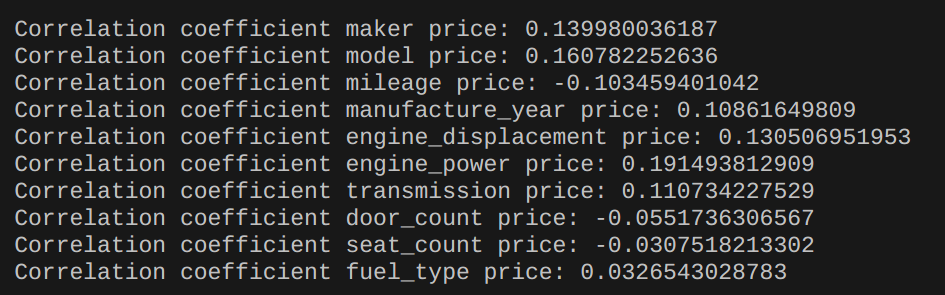 Correlation coefficient maker price: 0.139980036187
Correlation coefficient model price: 0.160782252636
Correlation coefficient mileage price: -0.103459401042
Correlation coefficient manufacture_year price: 0.10861649809
Correlation coefficient engine_displacement price: 0.130506951953
Correlation coefficient engine_power price: 0.191493812909
Correlation coefficient transmission price: 0.110734227529
Correlation coefficient door_count price: -0.0551736306567
Correlation coefficient seat_count price: -0.0307518213302
Correlation coefficient fuel_type price: 0.0326543028783